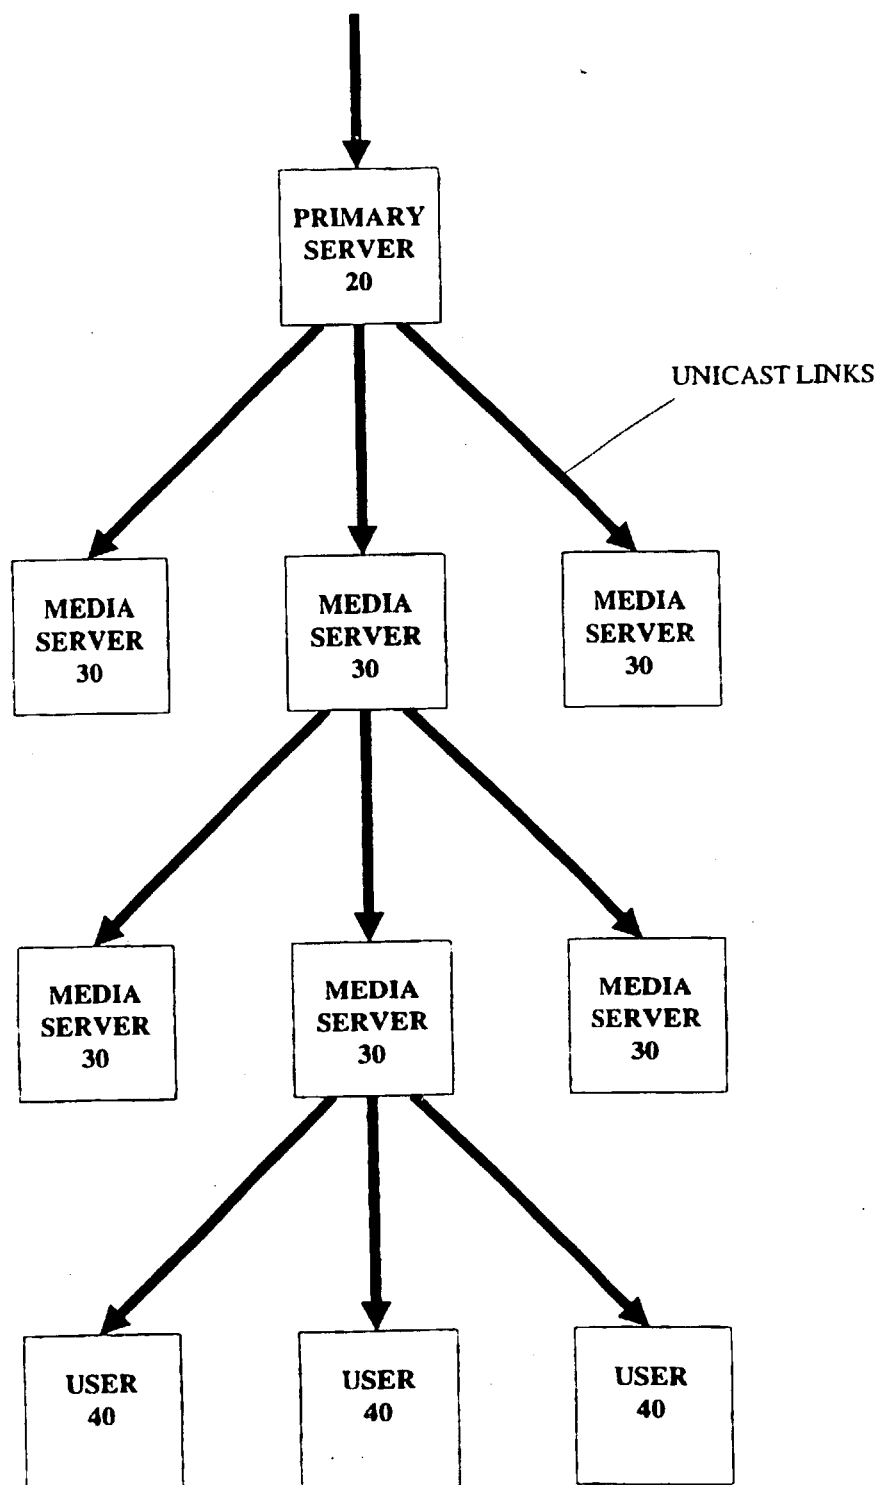 PRIMARY
SERVER
20
UNICAST LINKS
MEDIA
SERVER
30
MEDIA
SERVER
30
MEDIA
SERVER
30
MEDIA
SERVER
30
MEDIA
SERVER
30
MEDIA
SERVER
30
USER
40
USER
40
USER
40